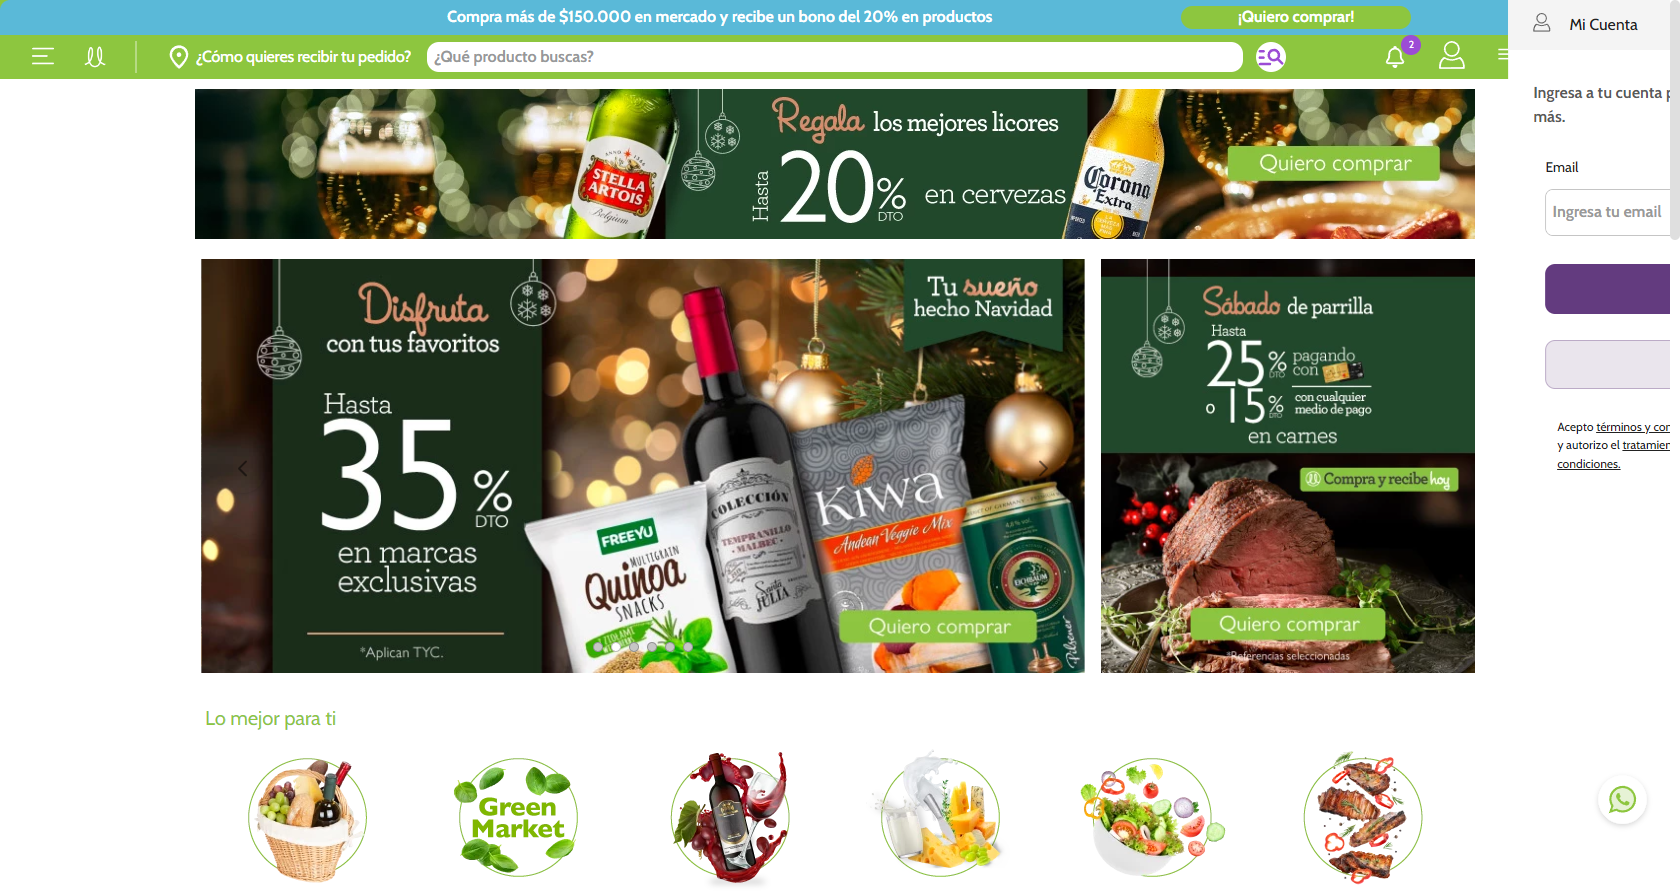 Compra más de $150.000 en mercado y recibe un bono del 20% en productos
¡Quiero comprar!
Mi Cuenta
¿Cómo quieres recibir tu pedido?
¿Qué producto buscas?
2
Ingresa a tu cuenta
más.
Email
Ingresa tu email
Acepto términos y
y autorizo el
condiciones.
Regala los mejores licores
Hasta 20% DTO en cervezas
Quiero comprar
STELLA
ARTOIS
Belgium
Corona
Extra
Disfruta
con tus favoritos
Hasta
35% DTO
en marcas
exclusivas
*Aplican TYC.
Tu sueño
hecho Navidad
FREEYU
MULTIGRAIN
Quinoa
SNACKS
COLECCIÓN
TEMPRANILLO
MALBEC
Santa
JULIA
KIWA
Andean Veggie Mix
EICHBAUM
Pilsener
Quiero comprar
Sábado de parrilla
Hasta
25% DTO pagando
con
o 15% DTO con cualquier
medio de pago
en carnes
Compra y recibe hoy
Quiero comprar
*Referencias seleccionadas
Lo mejor para ti
Green
Market